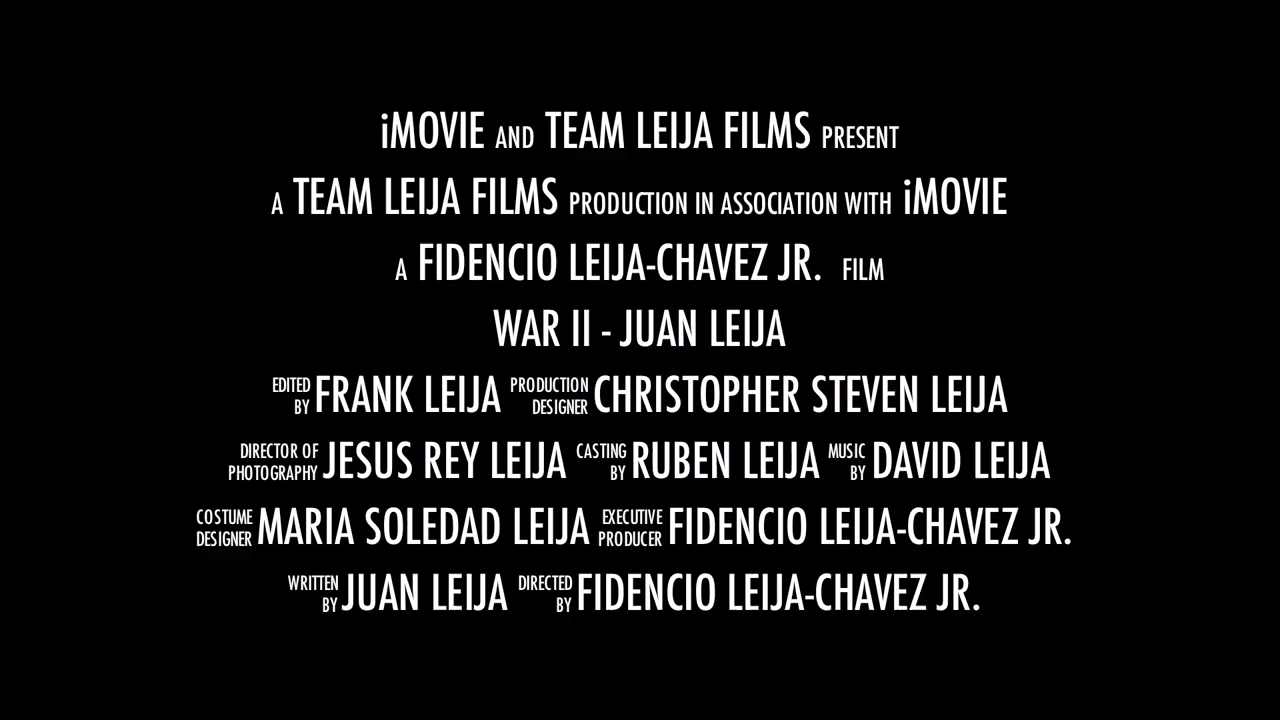 iMOVIE AND TEAM LEIJA FILMS PRESENT
A TEAM LEIJA FILMS PRODUCTION IN ASSOCIATION WITH iMOVIE
A FIDENCIO LEIJA-CHAVEZ JR. FILM
WAR II - JUAN LEIJA
EDITED BY FRANK LEIJA PRODUCTION DESIGNER CHRISTOPHER STEVEN LEIJA
DIRECTOR OF PHOTOGRAPHY JESUS REY LEIJA CASTING BY RUBEN LEIJA MUSIC BY DAVID LEIJA
COSTUME DESIGNER MARIA SOLEDAD LEIJA EXECUTIVE PRODUCER FIDENCIO LEIJA-CHAVEZ JR.
WRITTEN BY JUAN LEIJA DIRECTED BY FIDENCIO LEIJA-CHAVEZ JR.